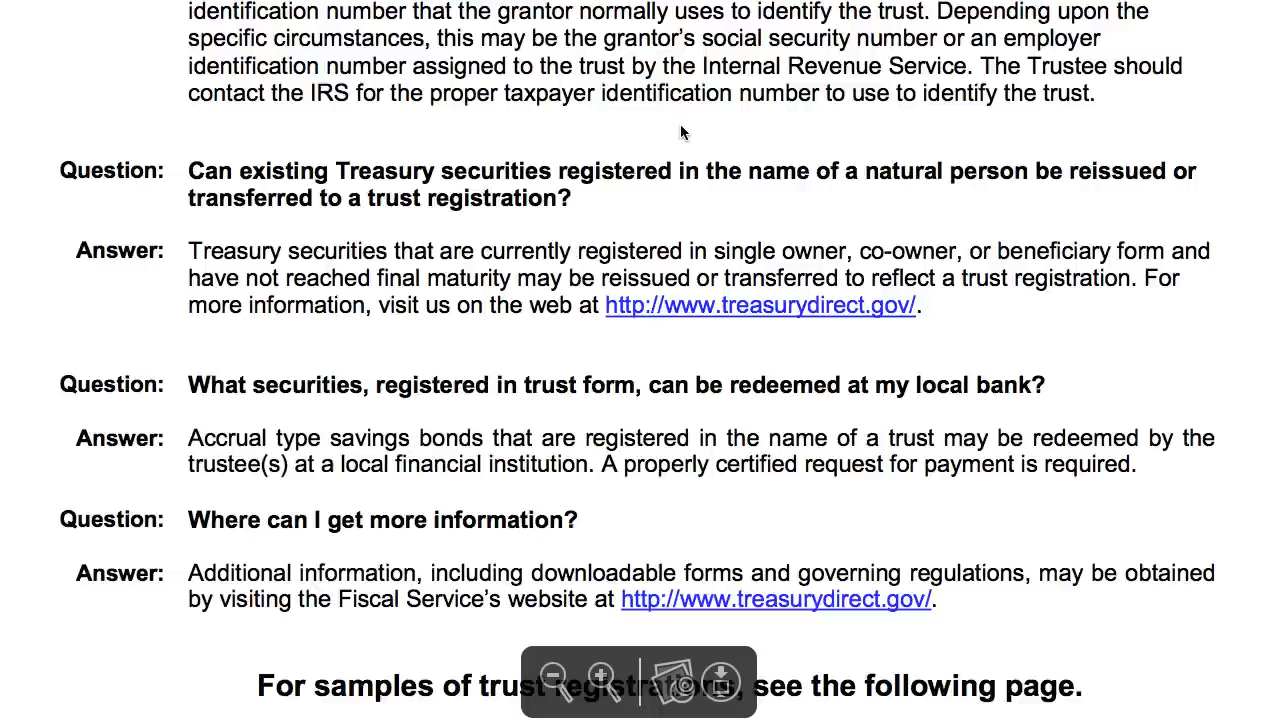 identification number that the grantor normally uses to identify the trust. Depending upon the
specific circumstances, this may be the grantor's social security number or an employer
identification number assigned to the trust by the Internal Revenue Service. The Trustee should
contact the IRS for the proper taxpayer identification number to use to identify the trust.
Question: Can existing Treasury securities registered in the name of a natural person be reissued or
transferred to a trust registration?
Answer: Treasury securities that are currently registered in single owner, co-owner, or beneficiary form and
have not reached final maturity may be reissued or transferred to reflect a trust registration. For
more information, visit us on the web at http://www.treasurydirect.gov/.
Question: What securities, registered in trust form, can be redeemed at my local bank?
Answer: Accrual type savings bonds that are registered in the name of a trust may be redeemed by the
trustee(s) at a local financial institution. A properly certified request for payment is required.
Question: Where can I get more information?
Answer: Additional information, including downloadable forms and governing regulations, may be obtained
by visiting the Fiscal Service's website at http://www.treasurydirect.gov/.
For samples of trust registrations, see the following page.